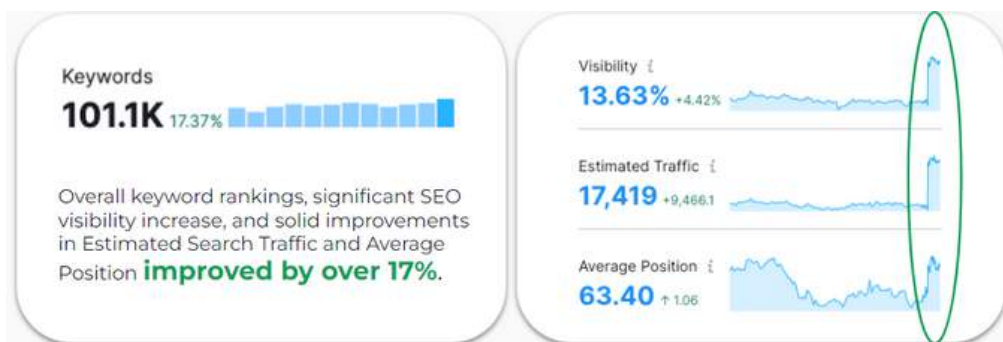 Keywords
101.1K 17.37%
Overall keyword rankings, significant SEO
visibility increase, and solid improvements
in Estimated Search Traffic and Average
Position improved by over 17%.
Visibility i
13.63% +4.42%
Estimated Traffic i
17,419 +9,466.1
Average Position i
63.40 ↑ 1.06